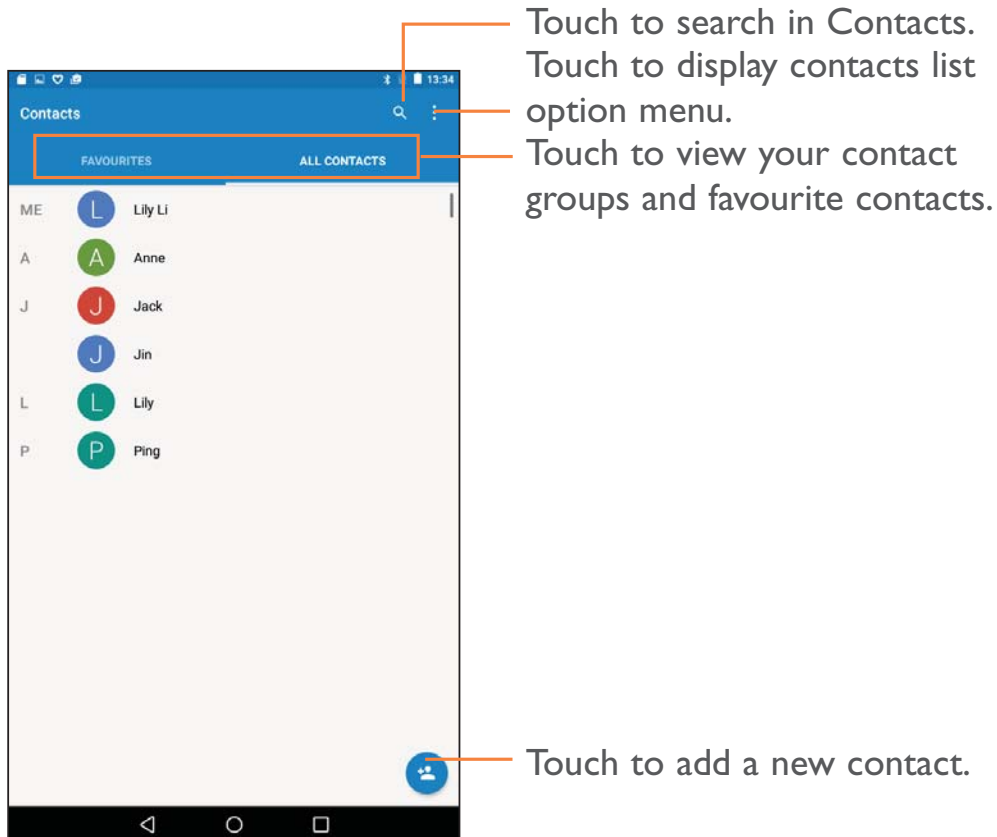 Touch to search in Contacts.
Touch to display contacts list
option menu.
Touch to view your contact
groups and favourite contacts.
13:34
Contacts
FAVOURITES ALL CONTACTS
ME L Lily Li
A A Anne
J J Jack
J Jin
L L Lily
P P Ping
Touch to add a new contact.